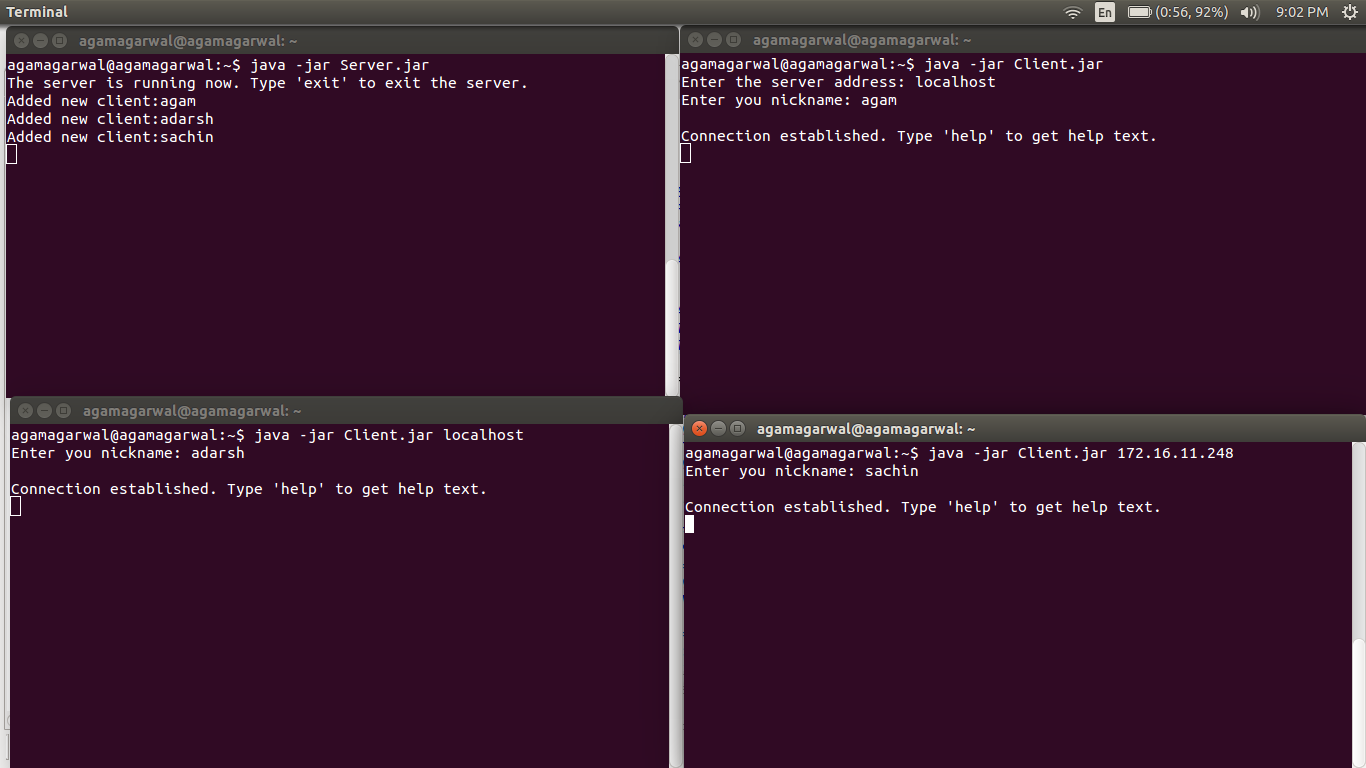 Terminal
En
(0:56, 92%)
9:02 PM
agamagarwal@agamagarwal: ~
agamagarwal@agamagarwal:~$ java -jar Server.jar
The server is running now. Type 'exit' to exit the server.
Added new client:agam
Added new client:adarsh
Added new client:sachin
agamagarwal@agamagarwal: ~
agamagarwal@agamagarwal:~$ java -jar Client.jar
Enter the server address: localhost
Enter you nickname: agam
Connection established. Type 'help' to get help text.
agamagarwal@agamagarwal: ~
agamagarwal@agamagarwal:~$ java -jar Client.jar localhost
Enter you nickname: adarsh
Connection established. Type 'help' to get help text.
agamagarwal@agamagarwal: ~
agamagarwal@agamagarwal:~$ java -jar Client.jar 172.16.11.248
Enter you nickname: sachin
Connection established. Type 'help' to get help text.